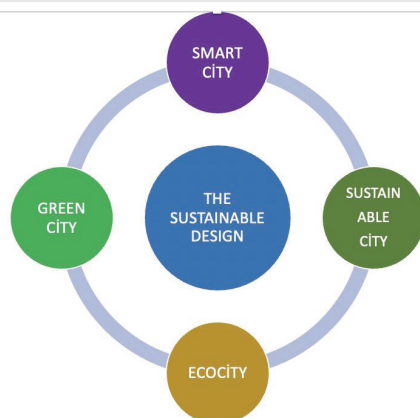 SMART
CİTY
GREEN
CİTY
THE
SUSTAINABLE
DESIGN
SUSTAIN
ABLE
CİTY
ECOCİTY